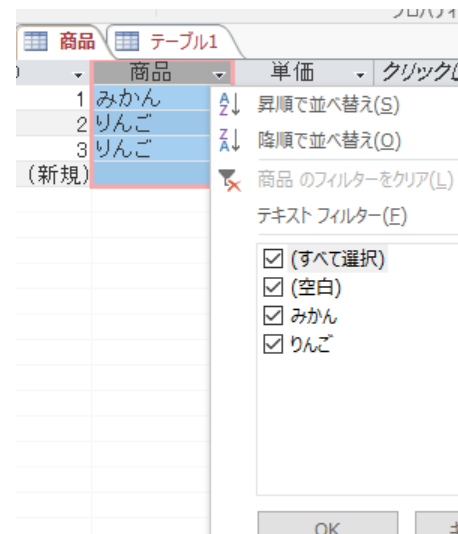 商品 テーブル1
商品 単価
1 みかん
2 りんご
3 りんご
(新規)
昇順で並べ替え(S)
降順で並べ替え(O)
商品 のフィルターをクリア(L)
テキスト フィルター(F)
(すべて選択)
(空白)
みかん
りんご
OK